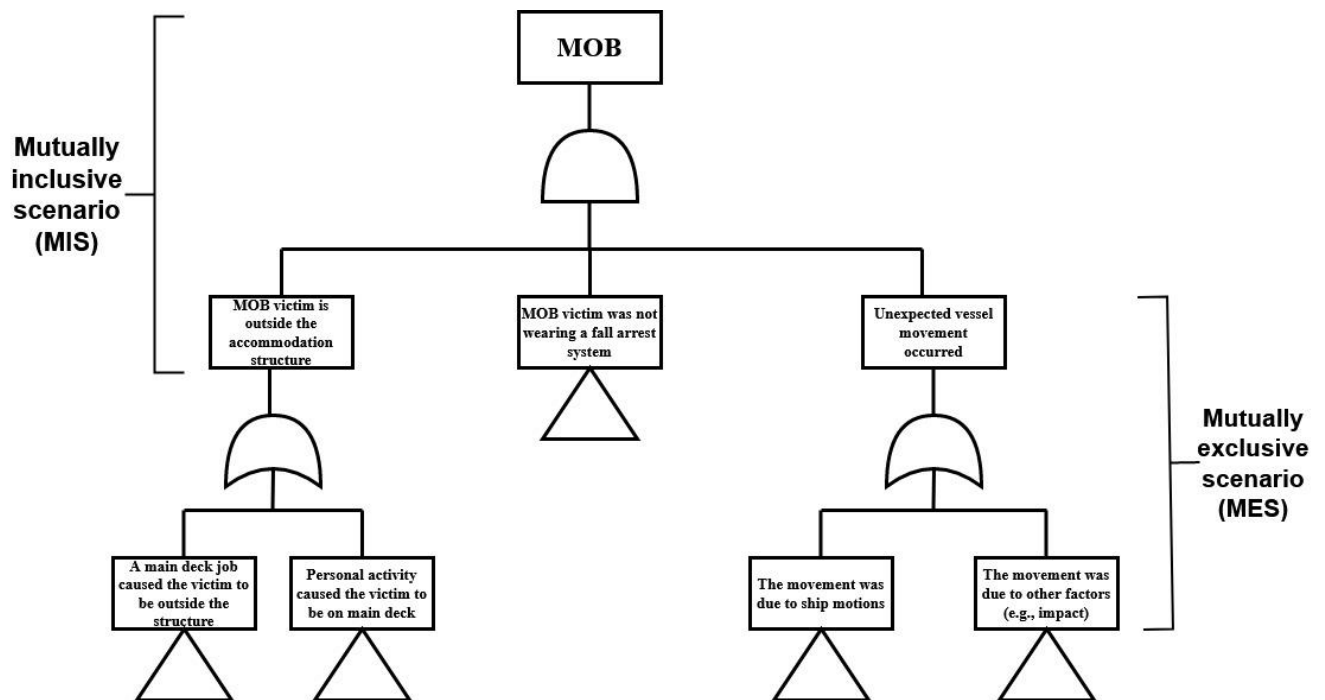 MOB
Mutually
inclusive
scenario
(MIS)
MOB victim is
outside the
accommodation
structure
MOB victim was not
wearing a fall arrest
system
Unexpected vessel
movement
occurred
Mutually
exclusive
scenario
(MES)
A main deck job
caused the victim to
be outside the
structure
Personal activity
caused the victim to
be on main deck
The movement was
due to ship motions
The movement was
due to other factors
(e.g., impact)